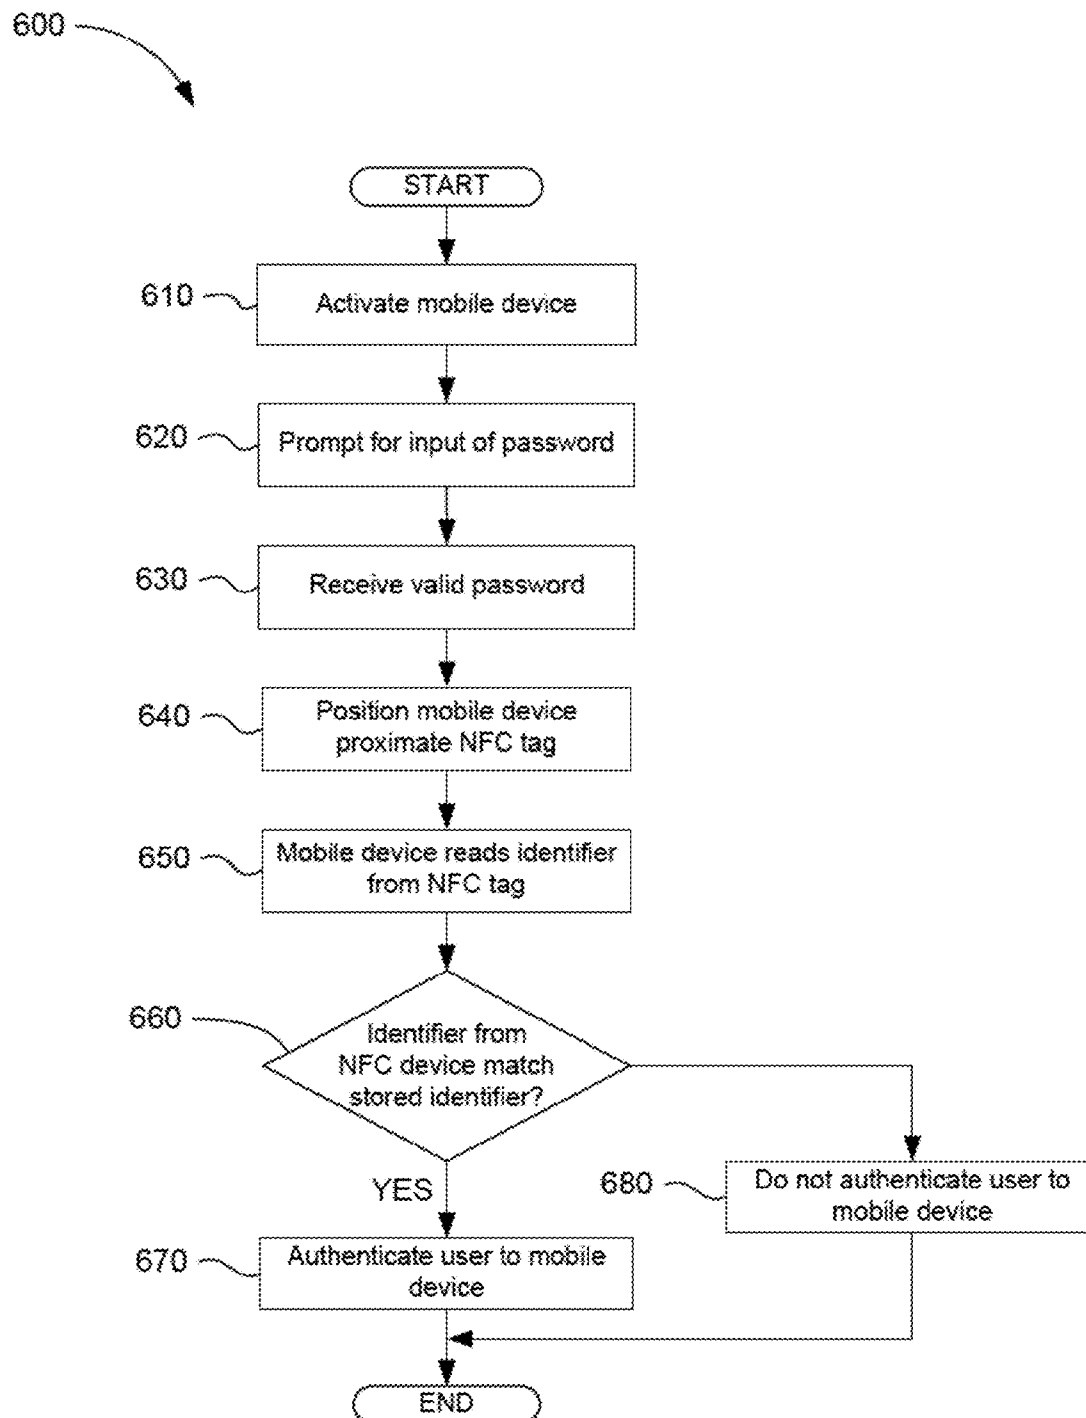 600
START
610
Activate mobile device
620
Prompt for input of password
630
Receive valid password
640
Position mobile device
proximate NFC tag
650
Mobile device reads identifier
from NFC tag
660
Identifier from
NFC device match
stored identifier?
YES
680
Do not authenticate user to
mobile device
670
Authenticate user to mobile
device
END